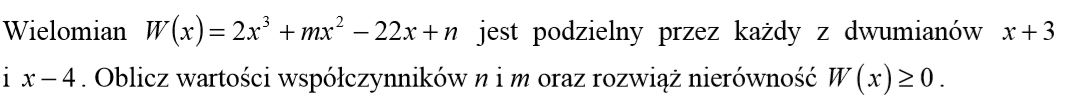 Wielomian W(x) = 2x³ + mx² − 22x + n jest podzielny przez każdy z dwumianów x + 3
i x − 4. Oblicz wartości współczynników n i m oraz rozwiąż nierówność W(x) ≥ 0.